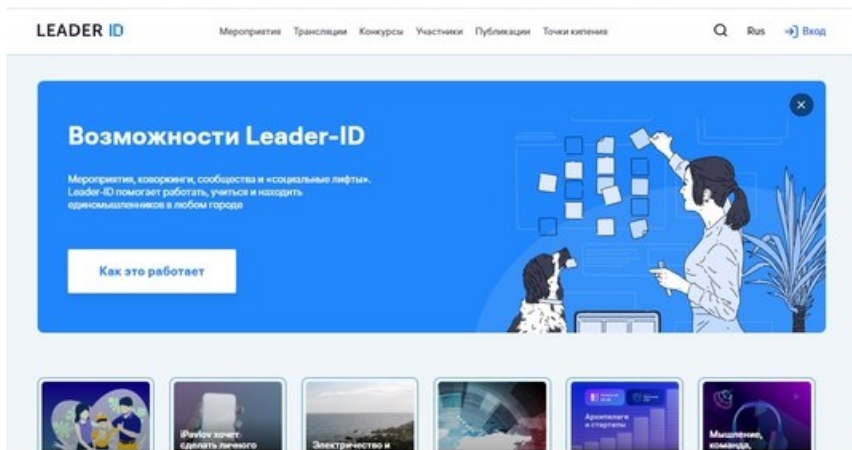 LEADER ID
Мероприятия Трансляции Конкурсы Участники Публикации Точки кипения
Rus Вход
Возможности Leader-ID
Мероприятия, коворкинги, сообщества и «социальные лифты».
Leader-ID помогает работать, учиться и находить
единомышленников в любом городе
Как это работает
iPavlov хочет
сделать личного
Электричество и
Архипелаги
и стартапы
Мышление,
команда,